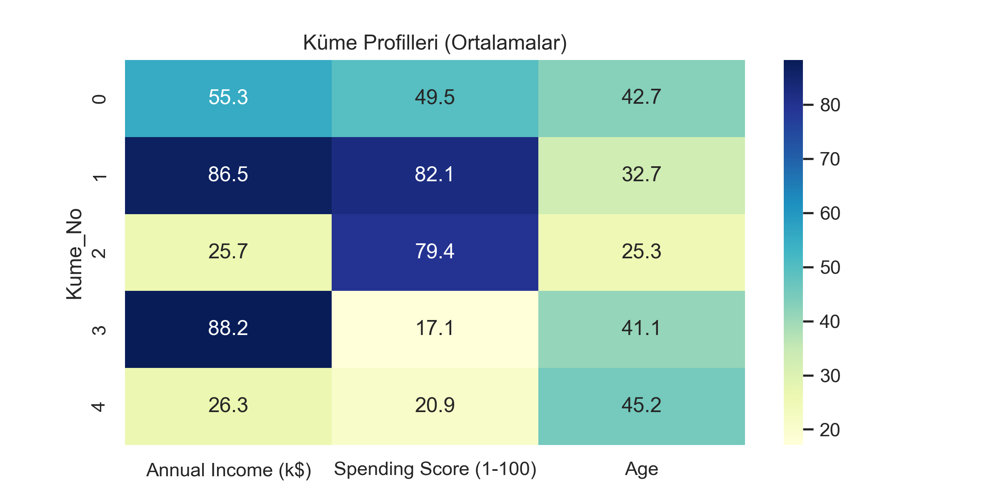 Küme Profilleri (Ortalamalar)
Kume_No
0 55.3 49.5 42.7
1 86.5 82.1 32.7
2 25.7 79.4 25.3
3 88.2 17.1 41.1
4 26.3 20.9 45.2
Annual Income (k$) Spending Score (1-100) Age
80
70
60
50
40
30
20